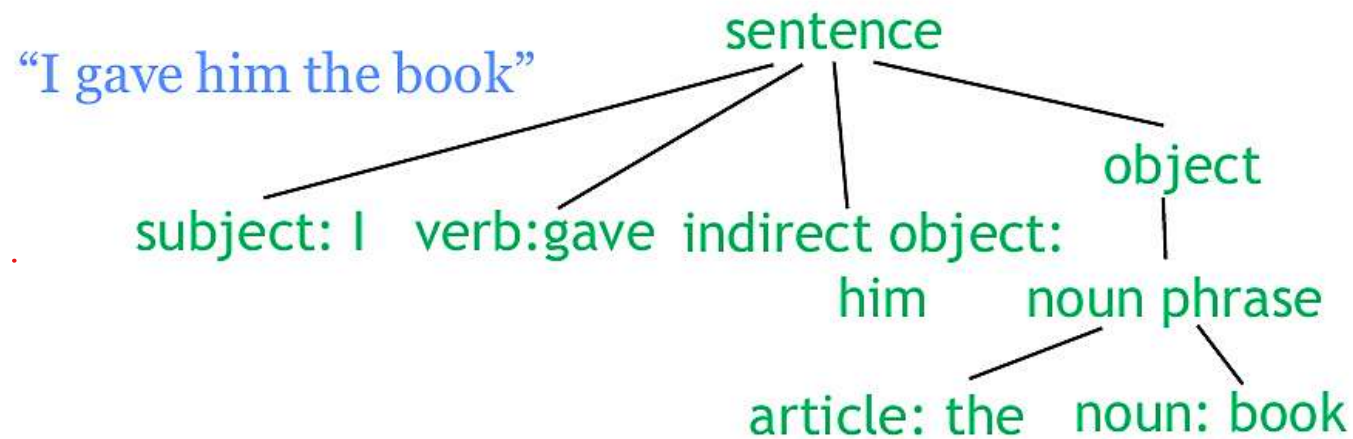 sentence
“I gave him the book”
object
subject: I verb:gave indirect object:
him noun phrase
article: the noun: book